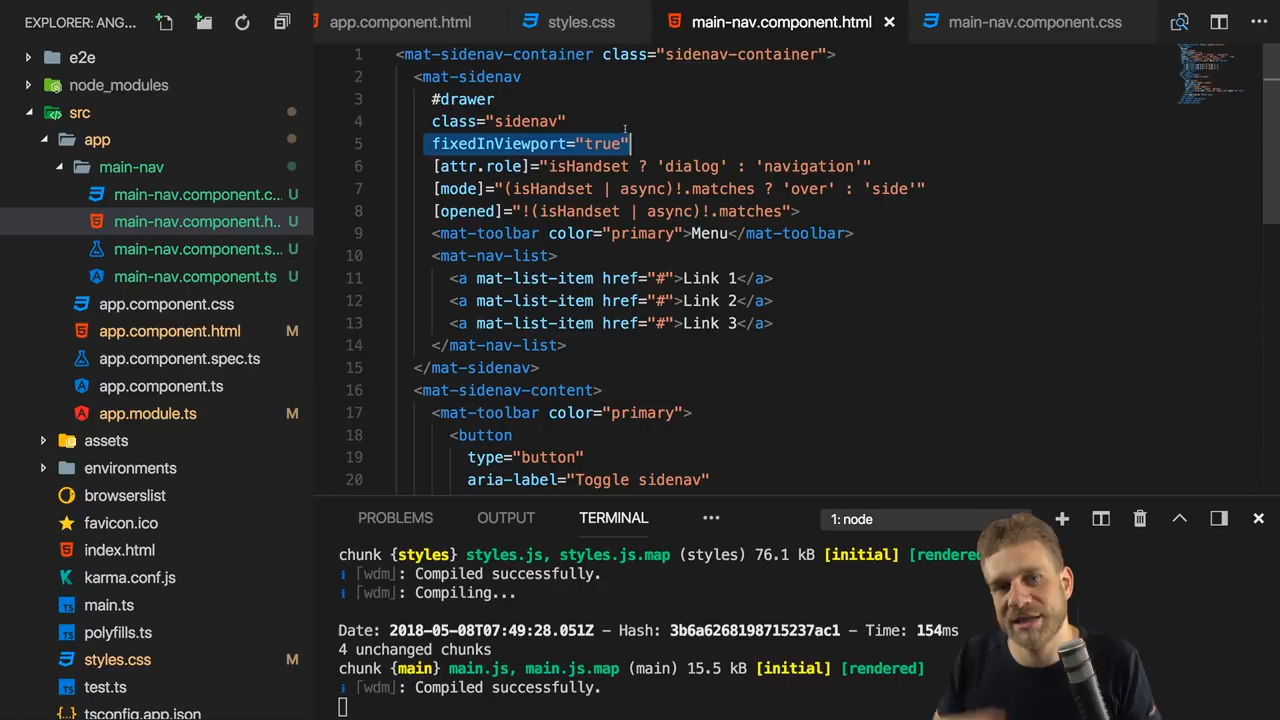 EXPLORER: ANG...
app.component.html
styles.css
main-nav.component.html
main-nav.component.css
e2e
node_modules
src
app
main-nav
main-nav.component.c... U
main-nav.component.h.. U
main-nav.component.s... U
main-nav.component.ts U
app.component.css
app.component.html M
app.component.spec.ts
app.component.ts
app.module.ts M
assets
environments
browserslist
favicon.ico
index.html
karma.conf.js
main.ts
polyfills.ts
styles.css M
test.ts
tsconfig.app.json
1 <mat-sidenav-container class="sidenav-container">
2 <mat-sidenav
3 #drawer
4 class="sidenav"
5 fixedInViewport="true"
6 [attr.role]="isHandset ? 'dialog' : 'navigation'"
7 [mode]="(isHandset | async)!.matches ? 'over' : 'side'"
8 [opened]="!(isHandset | async)!.matches">
9 <mat-toolbar color="primary">Menu</mat-toolbar>
10 <mat-nav-list>
11 <a mat-list-item href="#">Link 1</a>
12 <a mat-list-item href="#">Link 2</a>
13 <a mat-list-item href="#">Link 3</a>
14 </mat-nav-list>
15 </mat-sidenav>
16 <mat-sidenav-content>
17 <mat-toolbar color="primary">
18 <button
19 type="button"
20 aria-label="Toggle sidenav"
PROBLEMS OUTPUT TERMINAL ... 1: node
chunk {styles} styles.js, styles.js.map (styles) 76.1 kB [initial] [rendered
i ｢wdm｣: Compiled successfully.
i ｢wdm｣: Compiling...
Date: 2018-05-08T07:49:28.051Z - Hash: 3b6a6268198715237ac1 - Time: 154ms
4 unchanged chunks
chunk {main} main.js, main.js.map (main) 15.5 kB [initial] [rendered]
i ｢wdm｣: Compiled successfully.